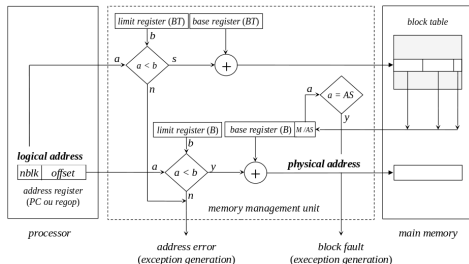 limit register (BT)
base register (BT)
block table
b
a
a < b
s
+
n
a
a = AS
y
limit register (B)
base register (B)
M /AS
logical address
b
physical address
nblk
offset
a
a < b
y
+
address register
(PC ou regop)
n
memory management unit
processor
address error
(exception generation)
block fault
(exeception generation)
main memory